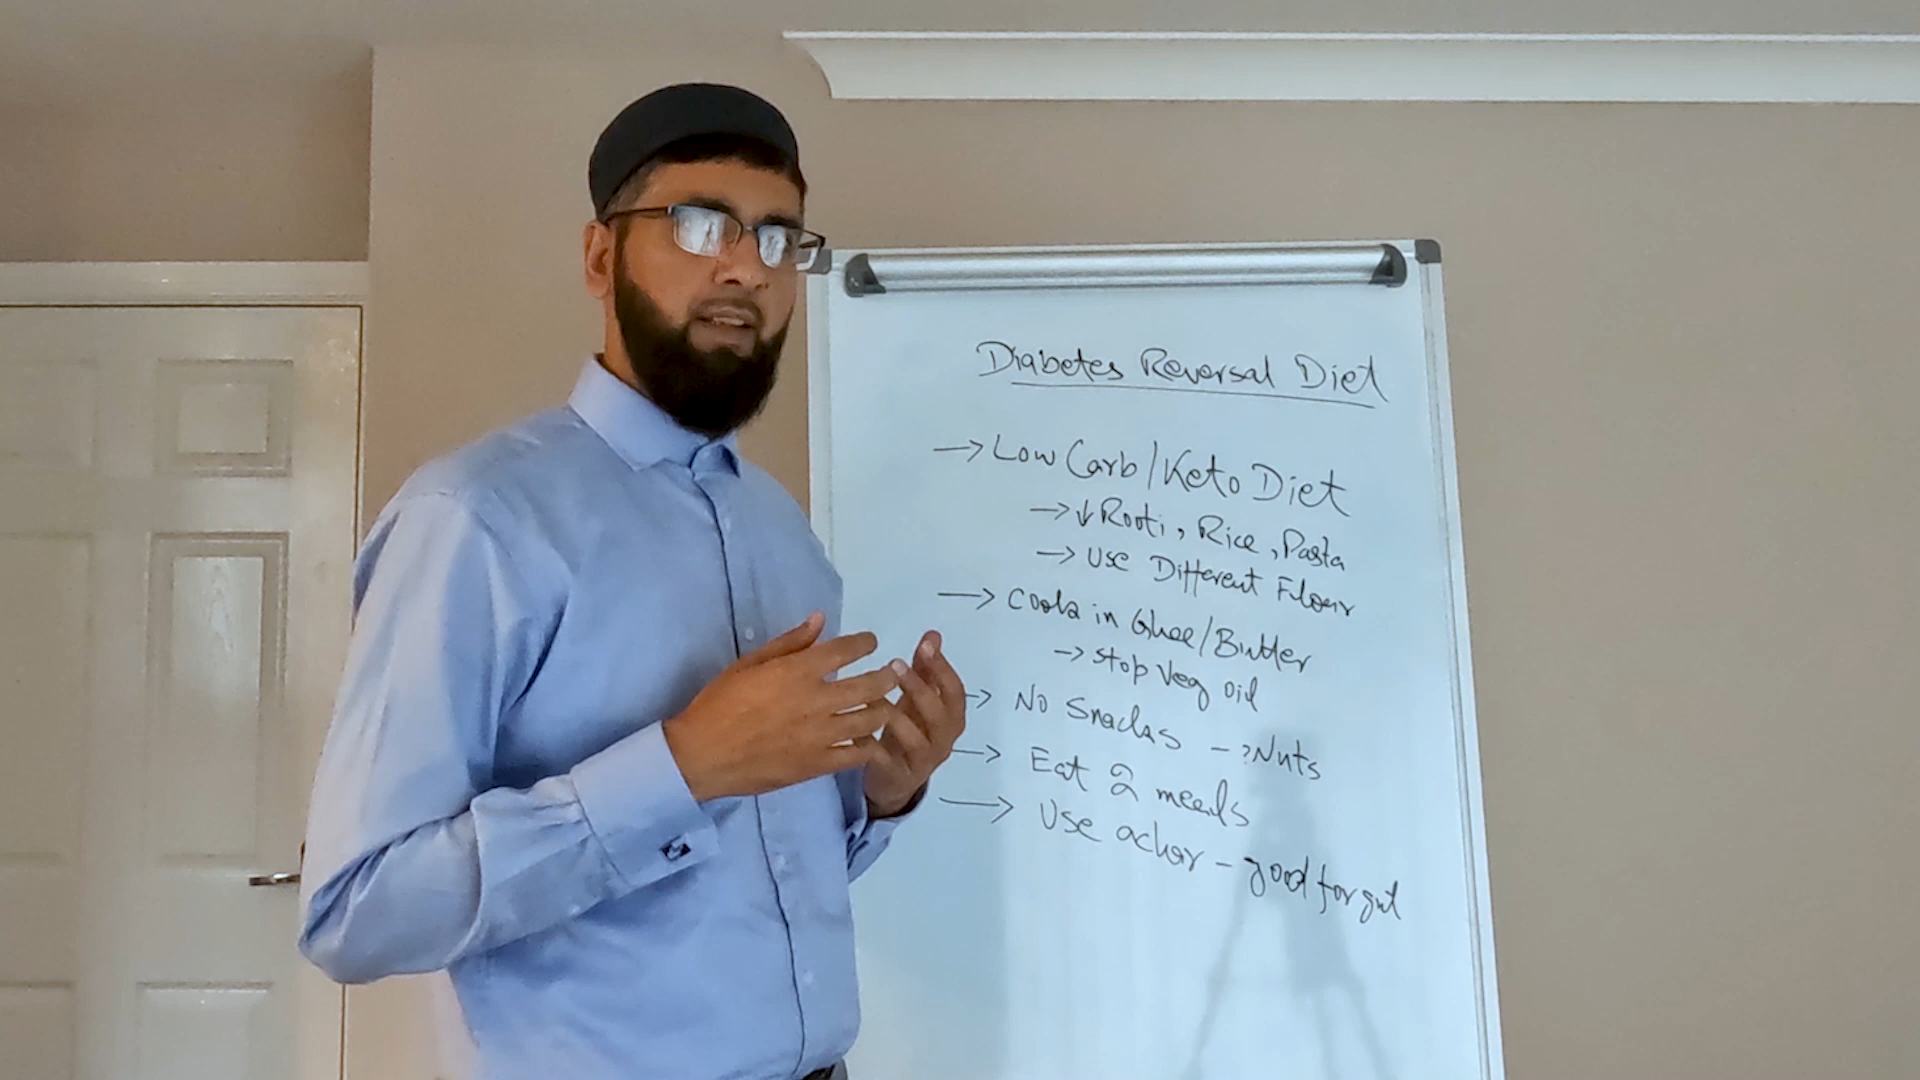 Diabetes Reversal Diet
→ Low Carb/Keto Diet
→ ↓ Rooti, Rice, Pasta
→ Use Different Flour
→ Cook in Ghee/Butter
→ Stop Veg Oil
→ No Snacks - ?Nuts
→ Eat 2 meals
→ Use achar - good for gut